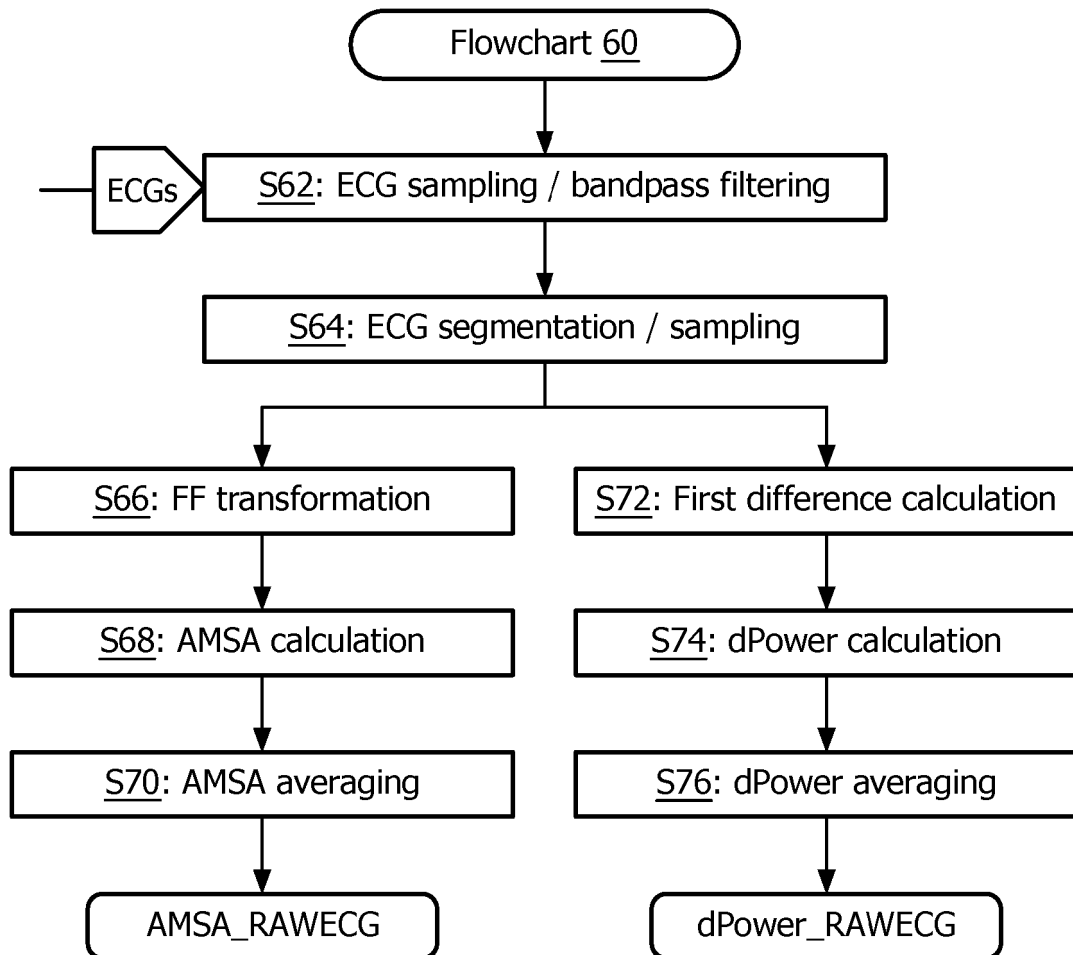 Flowchart 60
ECGs
S62: ECG sampling / bandpass filtering
S64: ECG segmentation / sampling
S66: FF transformation
S72: First difference calculation
S68: AMSA calculation
S74: dPower calculation
S70: AMSA averaging
S76: dPower averaging
AMSA_RAWECG
dPower_RAWECG